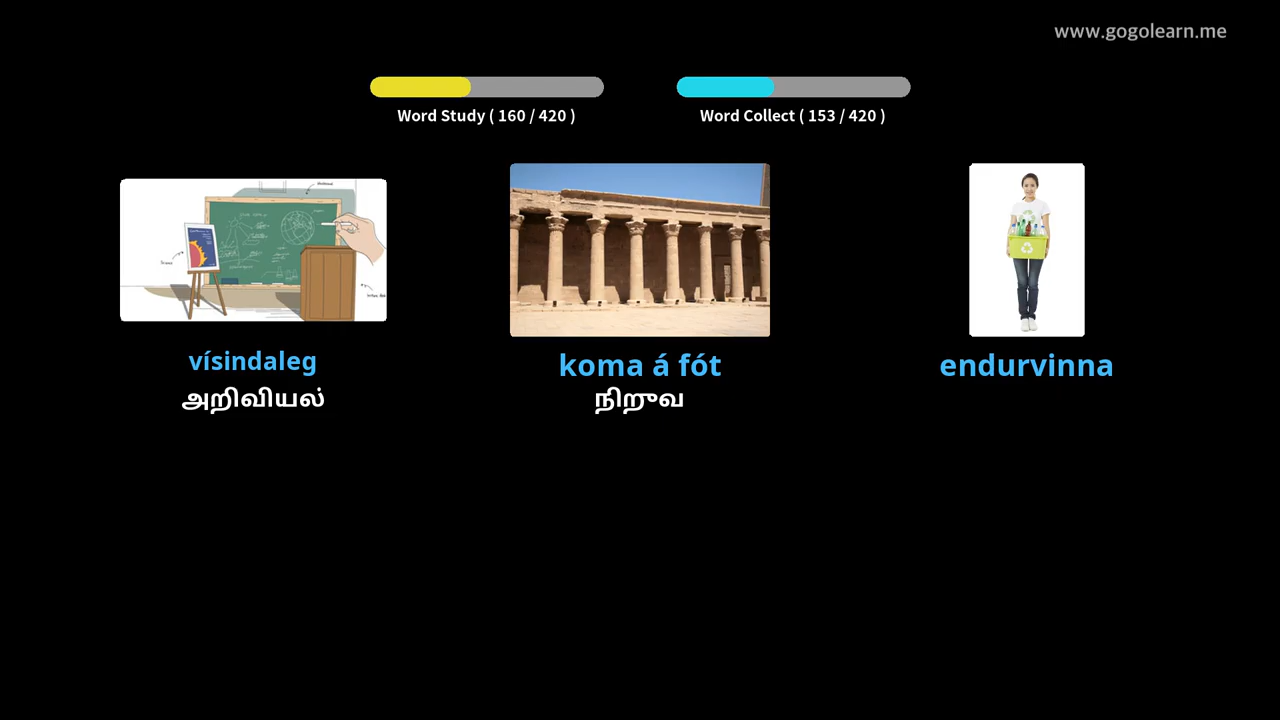 www.gogolearn.me
Word Study ( 160 / 420 )
Word Collect ( 153 / 420 )
vísindaleg
அறிவியல்
koma á fót
நிறுவ
endurvinna